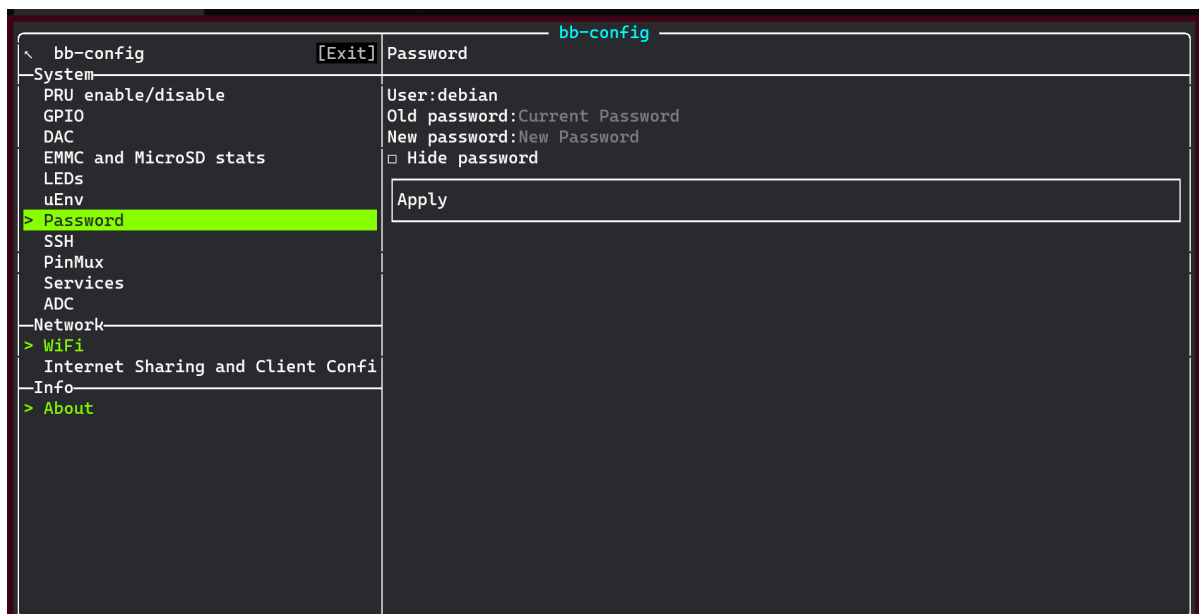 bb-config
↖ bb-config [Exit]
System
PRU enable/disable
GPIO
DAC
EMMC and MicroSD stats
LEDs
uEnv
> Password
SSH
PinMux
Services
ADC
Network
> WiFi
Internet Sharing and Client Confi
Info
> About
Password
User:debian
Old password:Current Password
New password:New Password
☐ Hide password
Apply